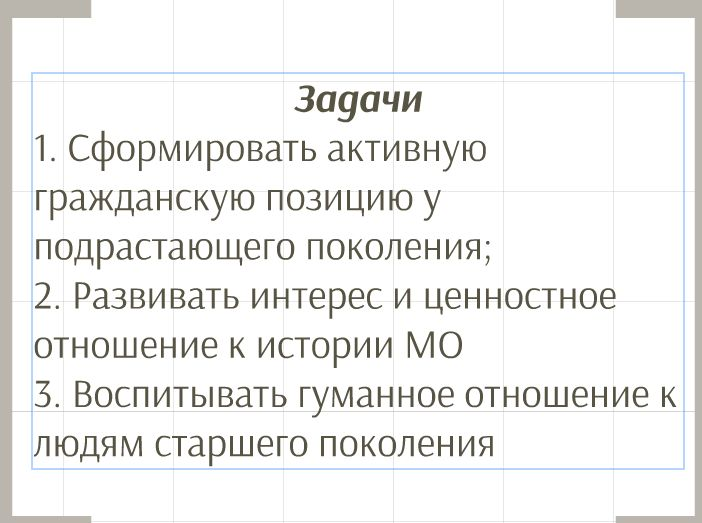 Задачи
1. Сформировать активную
гражданскую позицию у
подрастающего поколения;
2. Развивать интерес и ценностное
отношение к истории МО
3. Воспитывать гуманное отношение к
людям старшего поколения